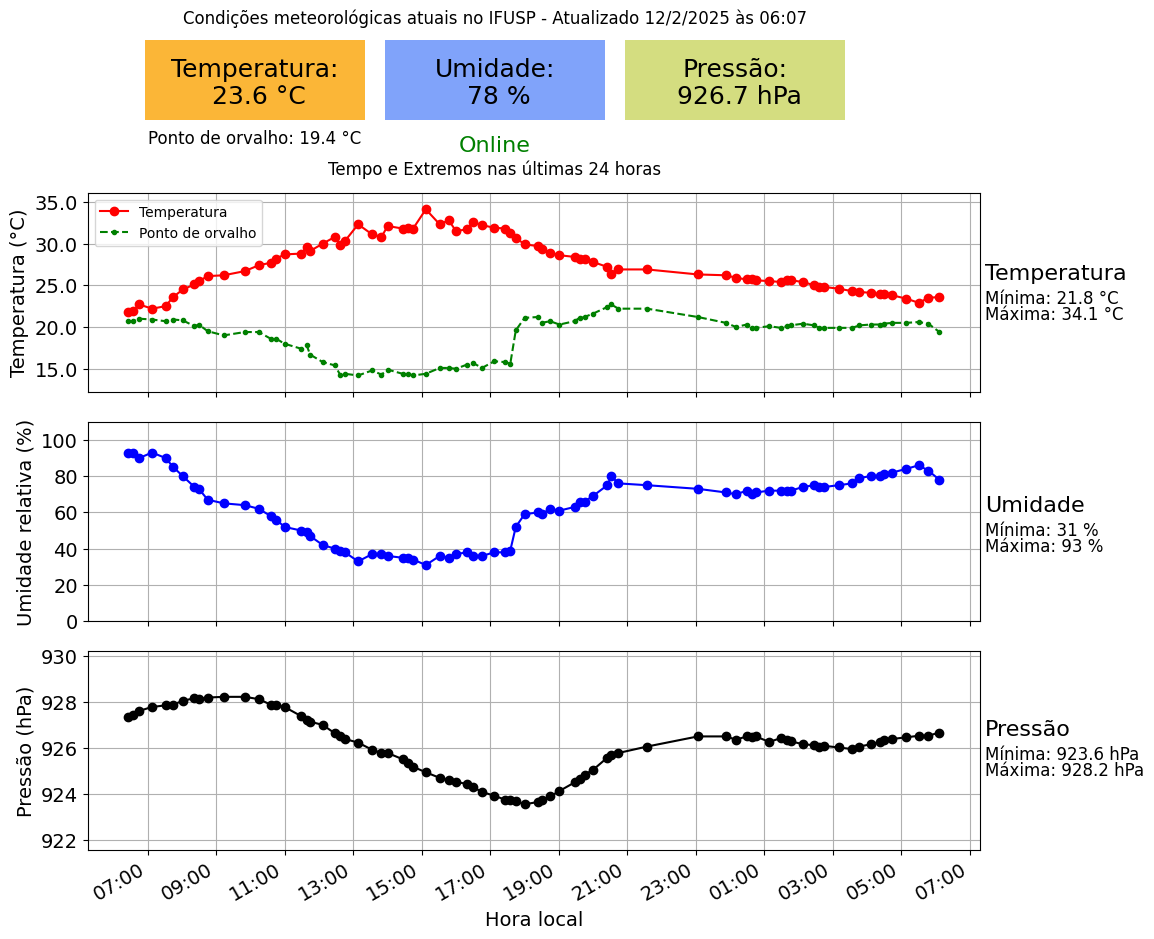 Condições meteorológicas atuais no IFUSP - Atualizado 12/2/2025 às 06:07
Temperatura:
23.6 °C
Umidade:
78 %
Pressão:
926.7 hPa
Ponto de orvalho: 19.4 °C
Online
Tempo e Extremos nas últimas 24 horas
Temperatura (°C)
35.0
30.0
25.0
20.0
15.0
Temperatura
Ponto de orvalho
Temperatura
Mínima: 21.8 °C
Máxima: 34.1 °C
Umidade relativa (%)
100
80
60
40
20
0
Umidade
Mínima: 31 %
Máxima: 93 %
Pressão (hPa)
930
928
926
924
922
Pressão
Mínima: 923.6 hPa
Máxima: 928.2 hPa
07:00
09:00
11:00
13:00
15:00
17:00
19:00
21:00
23:00
01:00
03:00
05:00
07:00
Hora local